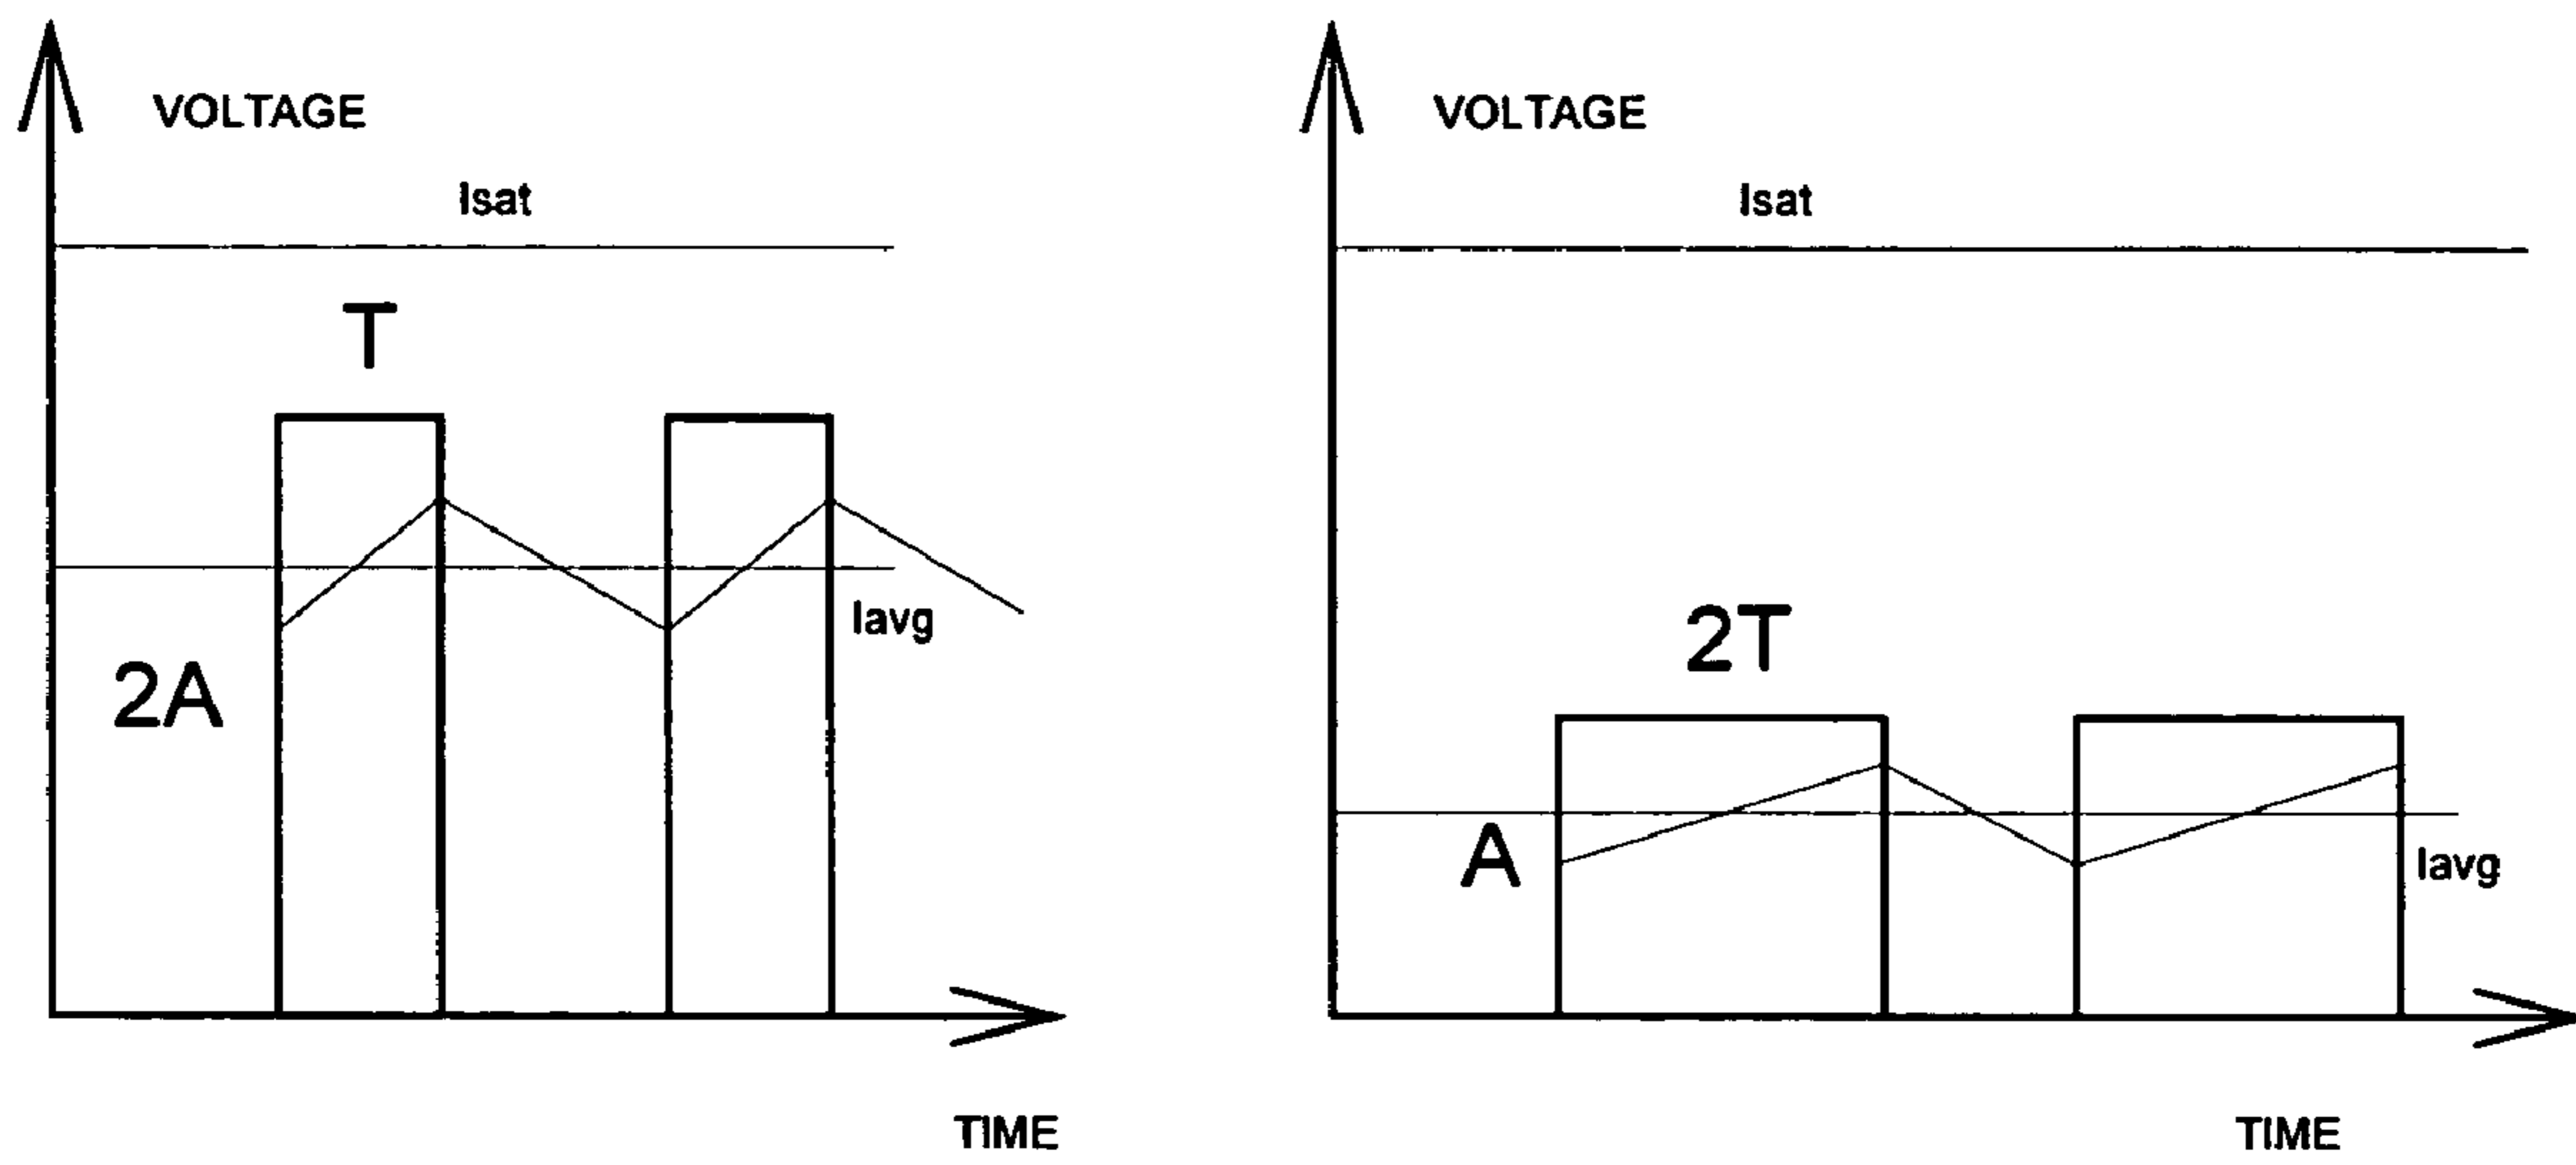 VOLTAGE
Isat
T
Iavg
2A
TIME
VOLTAGE
Isat
2T
A
Iavg
TIME